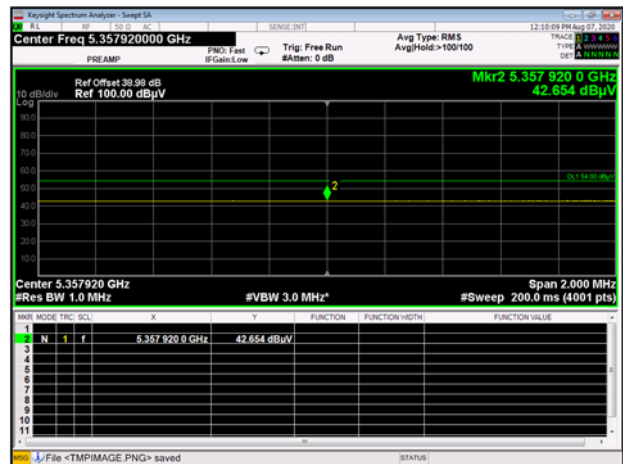 Keysight Spectrum Analyzer - Swept SA
RL RF 50 Ω AC SENSE:INT 12:10:09 PM Aug 07, 2020
Center Freq 5.357920000 GHz Avg Type: RMS TRACE 1 2 3 4 5 6
PNO: Fast Trig: Free Run Avg|Hold:>100/100 TYPE A WWWWW
PREAMP IFGain:Low #Atten: 0 dB DET A N N N N N
Ref Offset 38.98 dB Mkr2 5.357 920 0 GHz
10 dB/div Ref 100.00 dBµV 42.654 dBµV
Log
90.0
80.0
70.0
60.0
DL1 54.00 dBµV
50.0
2
40.0
30.0
20.0
10.0
Center 5.357920 GHz Span 2.000 MHz
#Res BW 1.0 MHz #VBW 3.0 MHz* #Sweep 200.0 ms (4001 pts)
MKR MODE TRC SCL X Y FUNCTION FUNCTION WIDTH FUNCTION VALUE
1
2 N 1 f 5.357 920 0 GHz 42.654 dBµV
3
4
5
6
7
8
9
10
11
MSG File <TMPIMAGE.PNG> saved STATUS